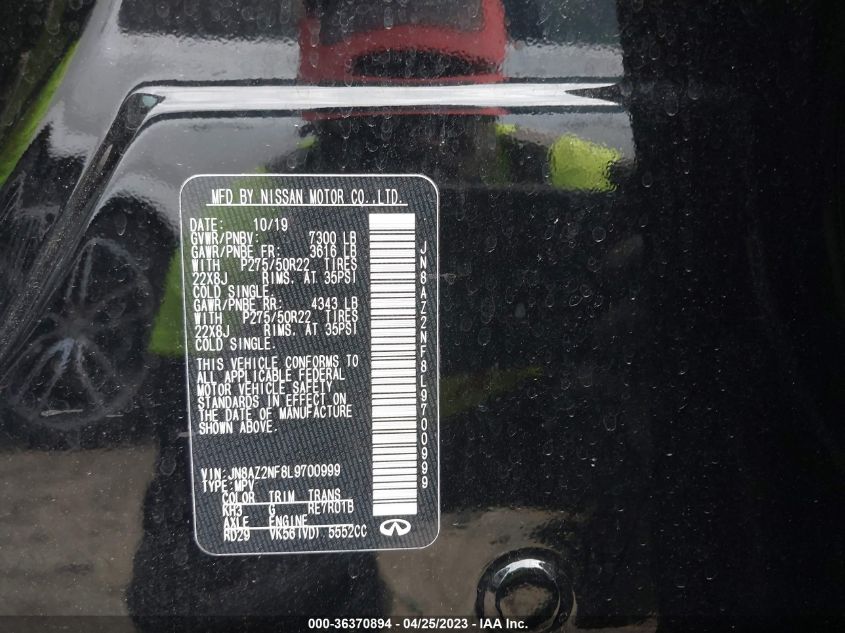 MFD BY NISSAN MOTOR CO.,LTD.
DATE: 10/19
GVWR/PNBV: 7300 LB
GAWR/PNBE FR: 3616 LB
WITH P275/50R22 TIRES
22X8J RIMS. AT 35PSI
COLD SINGLE.
GAWR/PNBE RR: 4343 LB
WITH P275/50R22 TIRES
22X8J RIMS. AT 35PSI
COLD SINGLE.
THIS VEHICLE CONFORMS TO
ALL APPLICABLE FEDERAL
MOTOR VEHICLE SAFETY
STANDARDS IN EFFECT ON
THE DATE OF MANUFACTURE
SHOWN ABOVE.
VIN:JN8AZ2NF8L9700999
TYPE:MPV
COLOR TRIM TRANS
KH3 G RE7R01B
AXLE ENGINE
RD29 VK56(VD) 5552CC
JN8AZ2NF8L9700999
000-36370894 / 04/25/2023 - IAA Inc.